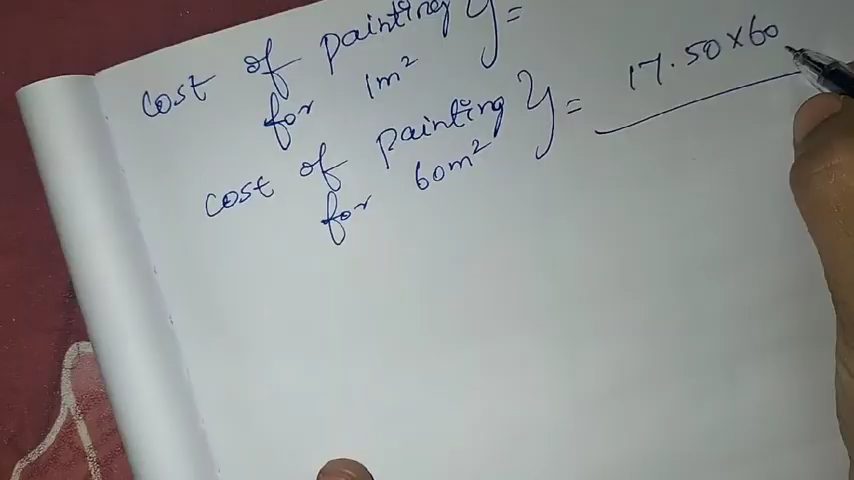 cost of painting } =
for 1m²
cost of painting } = 17.50×60
for 60m²